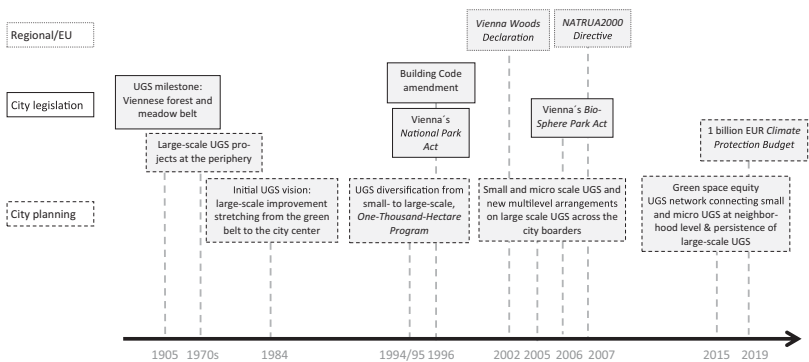 Regional/EU
Vienna Woods
Declaration
NATRUA2000
Directive
City legislation
UGS milestone:
Viennese forest and
meadow belt
Building Code
amendment
Vienna´s
National Park
Act
Vienna´s Bio-
Sphere Park Act
Large-scale UGS pro-
jects at the periphery
1 billion EUR Climate
Protection Budget
City planning
Initial UGS vision:
large-scale improvement
stretching from the green
belt to the city center
UGS diversification from
small- to large-scale,
One-Thousand-Hectare
Program
Small and micro scale UGS and
new multilevel arrangements
on large scale UGS across the
city boarders
Green space equity
UGS network connecting small
and micro UGS at neighbor-
hood level & persistence of
large-scale UGS
1905 1970s 1984 1994/95 1996 2002 2005 2006 2007 2015 2019